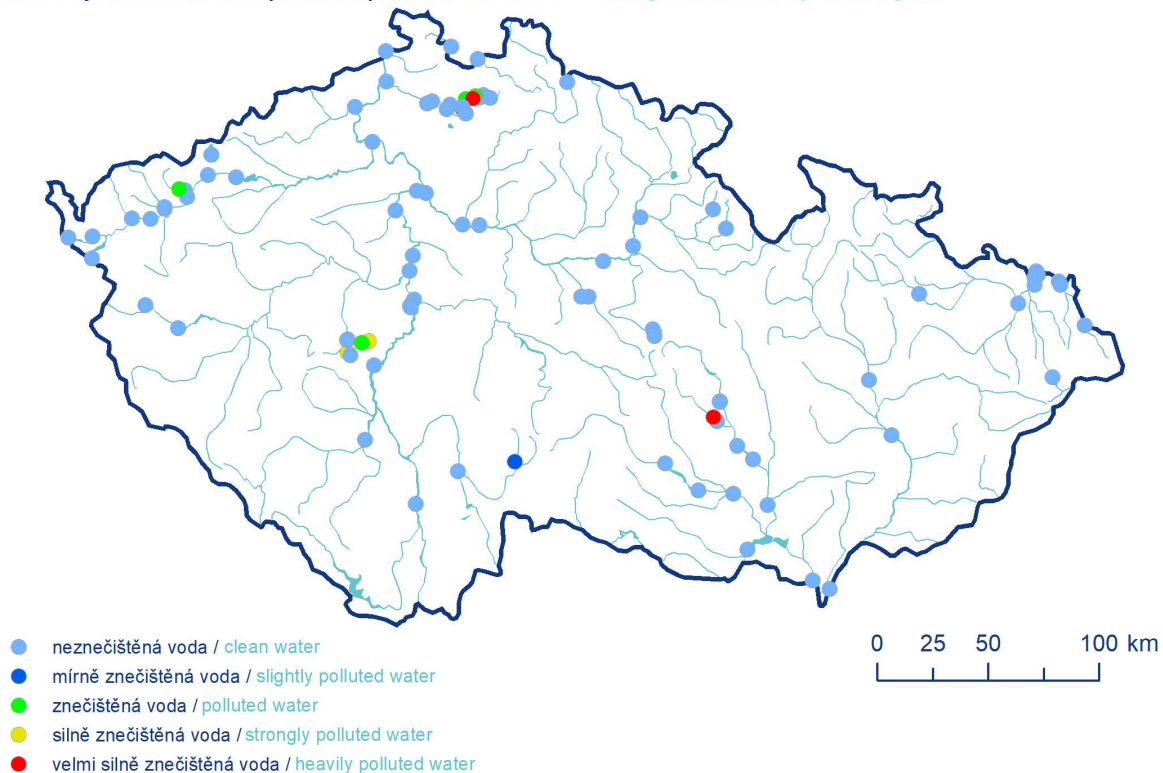 0 25 50 100 km
neznečištěná voda / clean water
mírně znečištěná voda / slightly polluted water
znečištěná voda / polluted water
silně znečištěná voda / strongly polluted water
velmi silně znečištěná voda / heavily polluted water